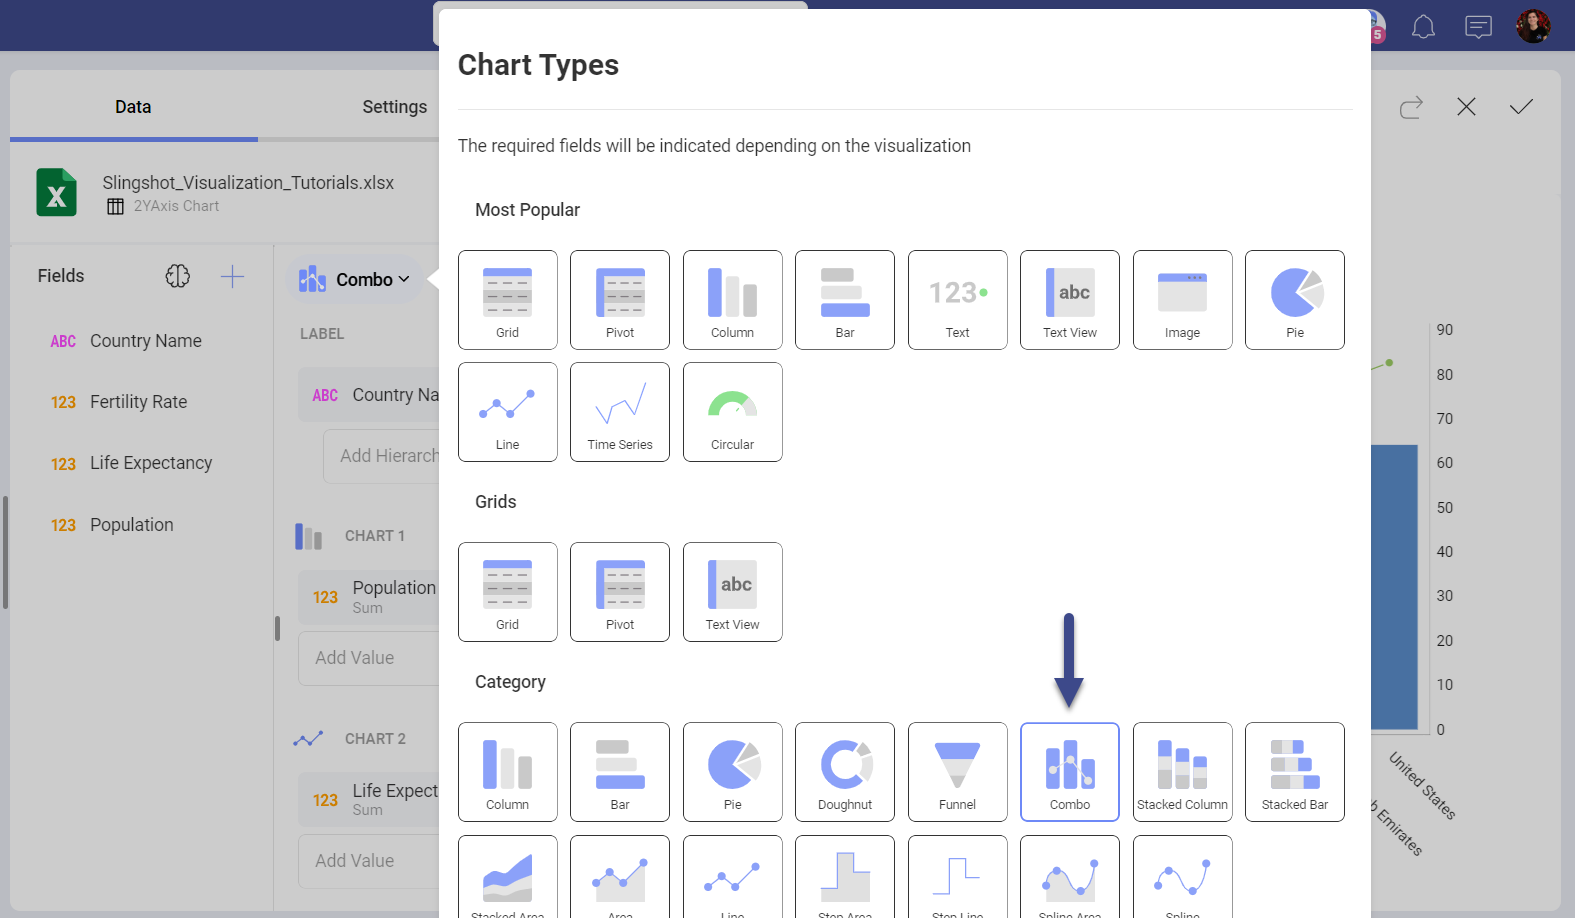 5
Data
Settings
Slingshot_Visualization_Tutorials.xlsx
2YAxis Chart
Fields
ABC Country Name
123 Fertility Rate
123 Life Expectancy
123 Population
Combo
LABEL
ABC Country Na
Add Hierarch
CHART 1
123 Population
Sum
Add Value
CHART 2
123 Life Expect
Sum
Add Value
Chart Types
The required fields will be indicated depending on the visualization
Most Popular
Grid
Pivot
Column
Bar
123
Text
abc
Text View
Image
Pie
Line
Time Series
Circular
Grids
Grid
Pivot
abc
Text View
Category
Column
Bar
Pie
Doughnut
Funnel
Combo
Stacked Column
Stacked Bar
Stacked Area
Area
Line
Step Area
Step Line
Spline Area
Spline
90
80
70
60
50
40
30
20
10
0
United States
b Emirates